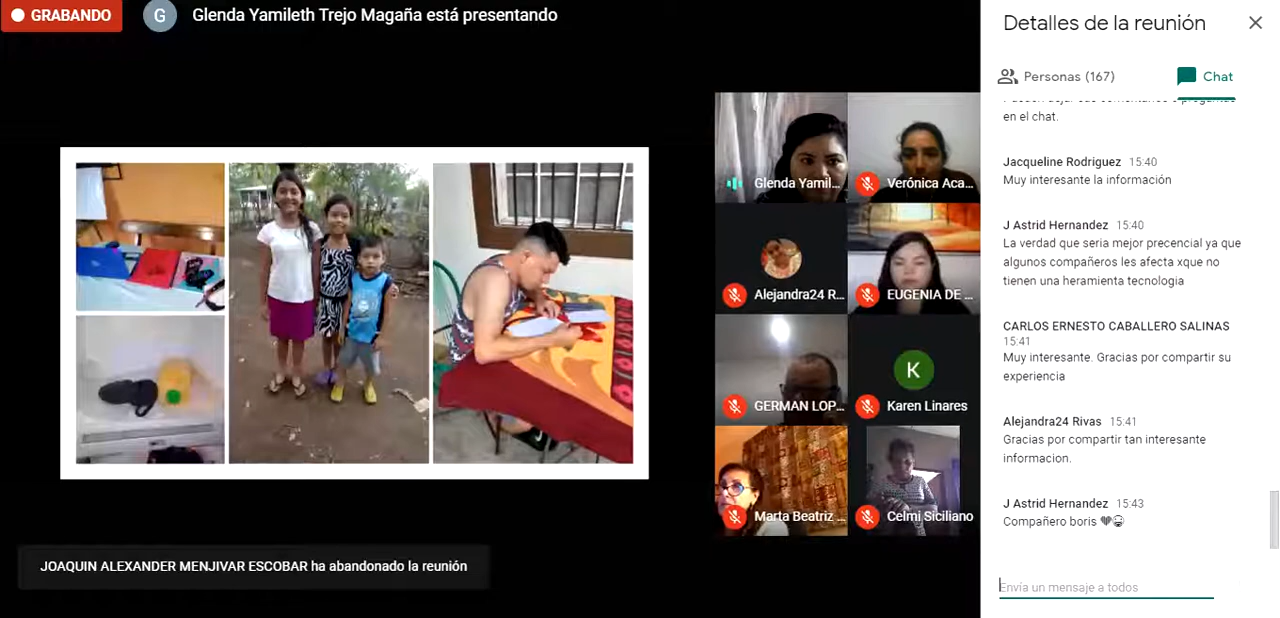 GRABANDO
G
Glenda Yamileth Trejo Magaña está presentando
Glenda Yamil...
Verónica Aca...
Alejandra24 R...
EUGENIA DE ...
GERMAN LOP...
K
Karen Linares
Marta Beatriz ...
Celmi Siciliano
JOAQUIN ALEXANDER MENJIVAR ESCOBAR ha abandonado la reunión
Detalles de la reunión
Personas (167)
Chat
en el chat.
Jacqueline Rodriguez 15:40
Muy interesante la información
J Astrid Hernandez 15:40
La verdad que seria mejor precencial ya que
algunos compañeros les afecta xque no
tienen una heramienta tecnologia
CARLOS ERNESTO CABALLERO SALINAS
15:41
Muy interesante. Gracias por compartir su
experiencia
Alejandra24 Rivas 15:41
Gracias por compartir tan interesante
informacion.
J Astrid Hernandez 15:43
Compañero boris
Envía un mensaje a todos